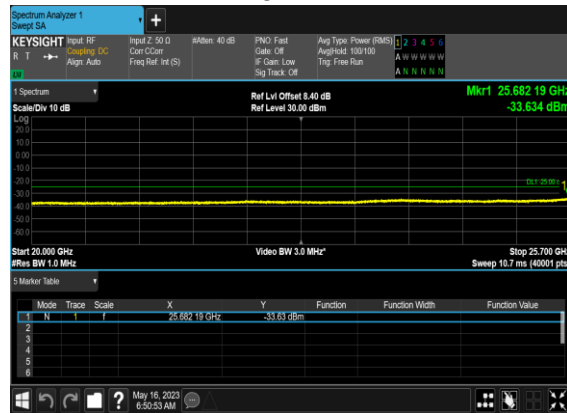 Spectrum Analyzer 1
Swept SA
+
KEYSIGHT Input: RF Input Z: 50 Ω #Atten: 40 dB PNO: Fast Avg Type: Power (RMS) 1 2 3 4 5 6
R T Coupling: DC Corr CCorr Gate: Off Avg|Hold: 100/100 A W W W W W
Align: Auto Freq Ref: Int (S) IF Gain: Low Trig: Free Run
Sig Track: Off A N N N N N
1 Spectrum
Ref Lvl Offset 8.40 dB Mkr1 25.682 19 GHz
Scale/Div 10 dB Ref Level 30.00 dBm -33.634 dBm
Log
20.0
10.0
0.00
-10.0
-20.0
DL1 -25.00
1
-30.0
-40.0
-50.0
-60.0
Start 20.000 GHz Video BW 3.0 MHz* Stop 25.700 GHz
#Res BW 1.0 MHz Sweep 10.7 ms (40001 pts
5 Marker Table
Mode Trace Scale X Y Function Function Width Function Value
1 N 1 f 25.682 19 GHz -33.63 dBm
2
3
4
5
6
? May 16, 2023
6:50:53 AM